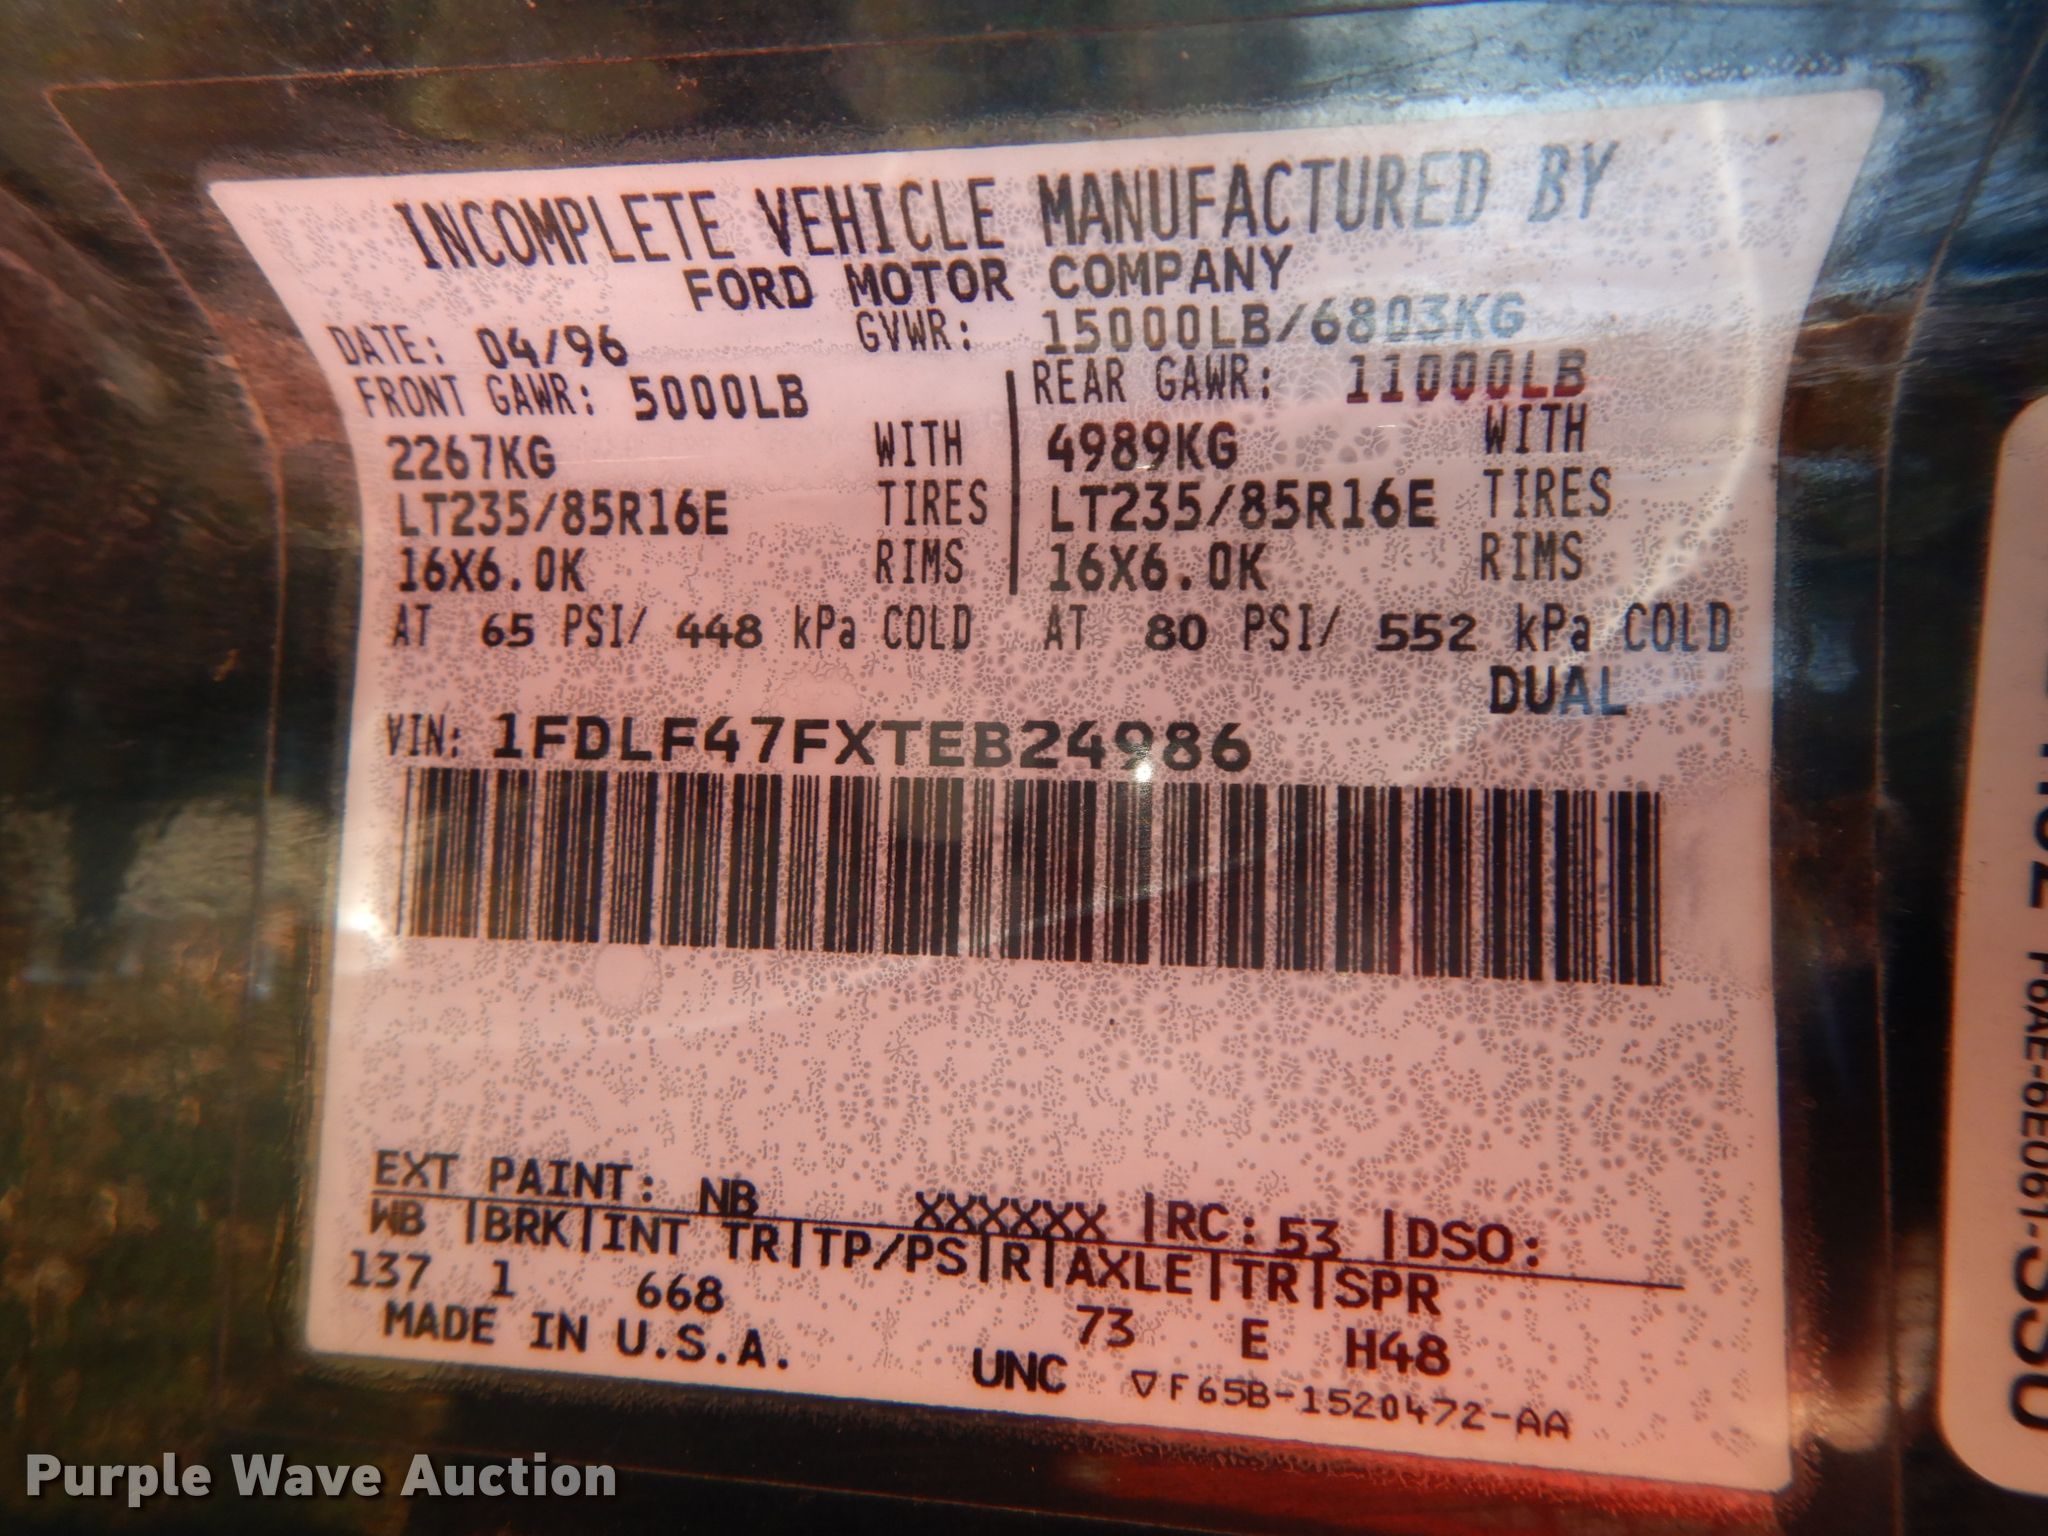 INCOMPLETE VEHICLE MANUFACTURED BY
FORD MOTOR COMPANY
DATE: 04/96 GVWR: 15000LB/6803KG
FRONT GAWR: 5000LB REAR GAWR: 11000LB
2267KG WITH 4989KG WITH
LT235/85R16E TIRES LT235/85R16E TIRES
16X6.0K RIMS 16X6.0K RIMS
AT 65 PSI/ 448 kPa COLD AT 80 PSI/ 552 kPa COLD
DUAL
VIN: 1FDLF47FXTEB24986
EXT PAINT: NB XXXXXX |RC: 53 |DSO:
WB |BRK|INT TR|TP/PS|R|AXLE|TR|SPR
137 1 668 73 E H48
MADE IN U.S.A.
UNC ▽F65B-1520472-AA
F6AE-6E061-
Purple Wave Auction